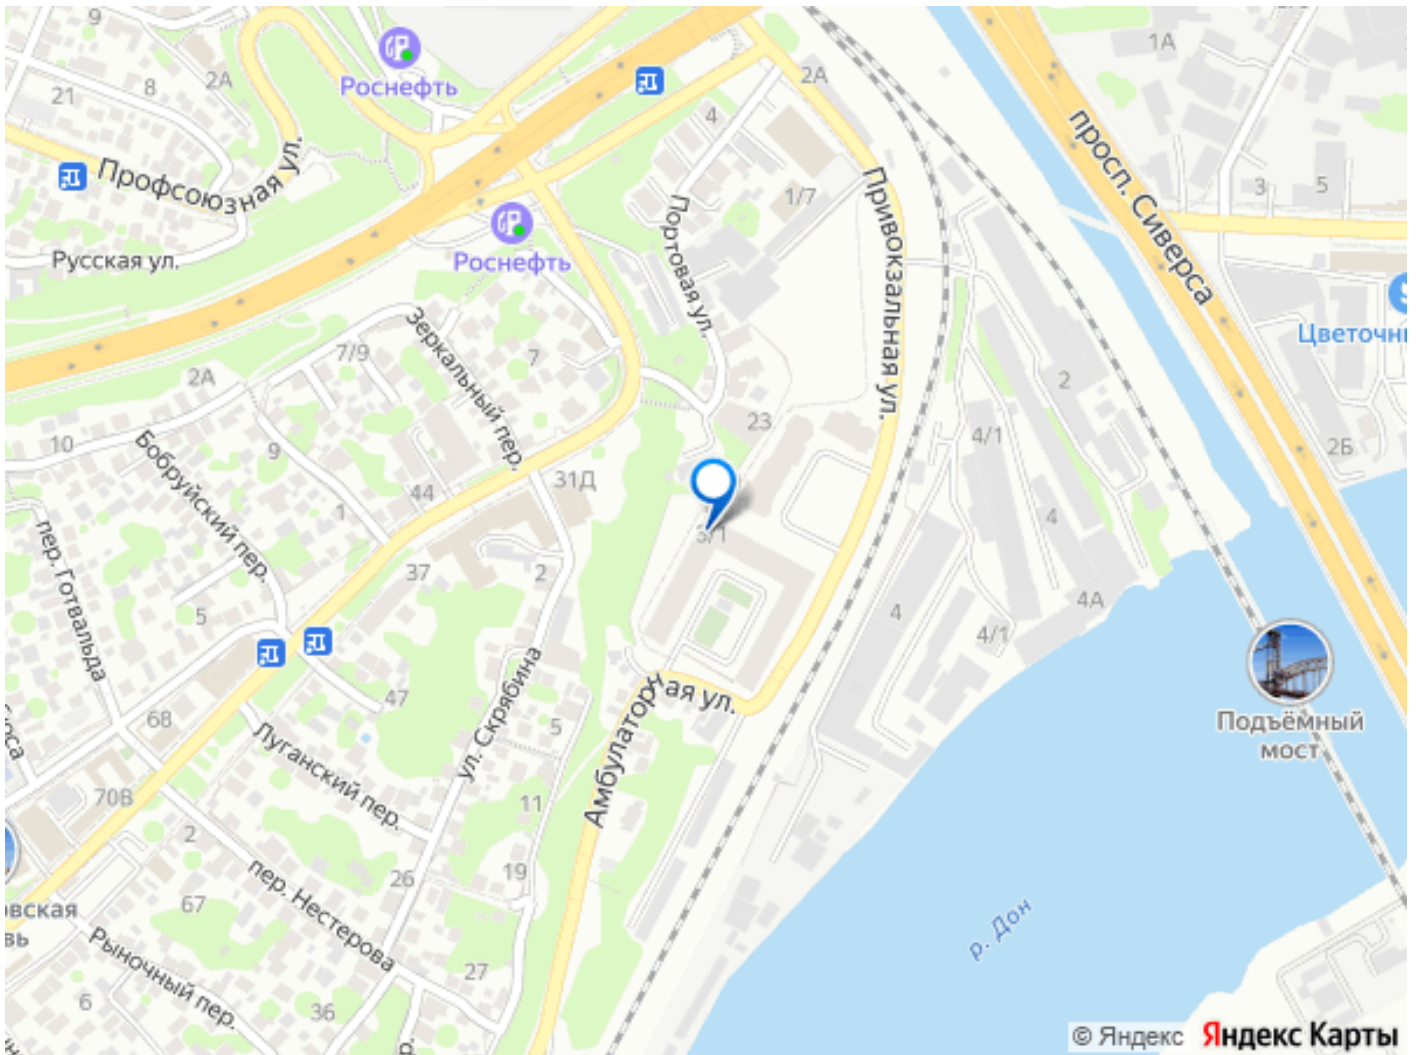 9
Роснефть
2А
8
21
Профсоюзная ул.
Русская ул.
Роснефть
4
2А
1/7
Портовая ул.
Привокзальная ул.
1А
3
5
просп. Сиверса
Цветочн
Зеркальный пер.
7/9
7
2А
10
9
Бобруйский пер.
44
31Д
23
3/1
1
2
4/1
4
2Б
пер. Готвальда
37
2
5
4
4А
4/1
47
68
ул. Скрябина
5
Амбулаторная ул.
Подъёмный
мост
Луганский пер.
70В
2
11
19
26
67
пер. Нестерова
вская
вь
Рыночный пер.
27
36
6
р. Дон
© Яндекс
Яндекс Карты